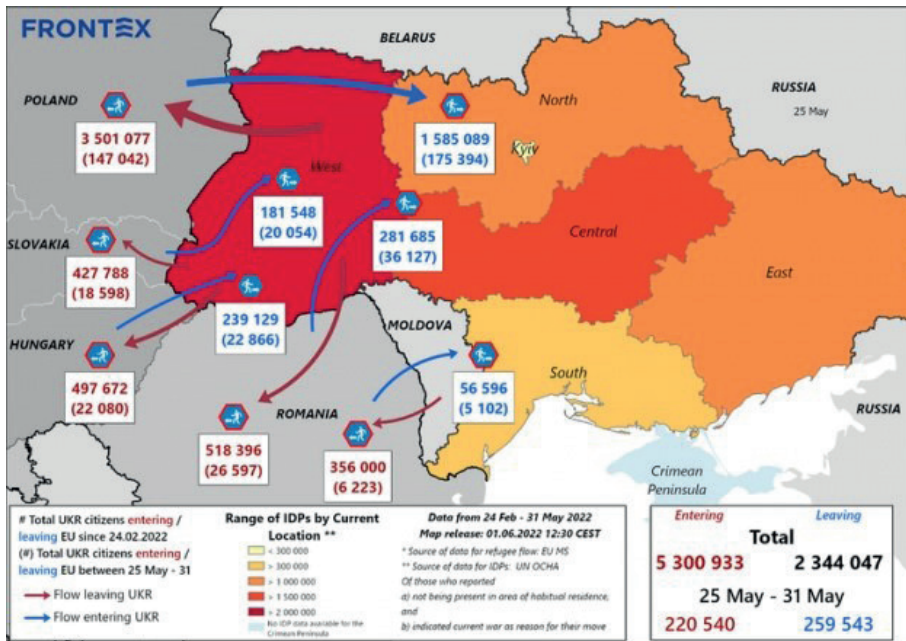 FRONTEX
BELARUS
RUSSIA
25 May
POLAND
North
3 501 077
(147 042)
1 585 089
(175 394)
Kyiv
West
181 548
(20 054)
281 685
(36 127)
Central
SLOVAKIA
427 788
(18 598)
East
239 129
(22 866)
MOLDOVA
HUNGARY
497 672
(22 080)
56 596
(5 102)
South
ROMANIA
RUSSIA
518 396
(26 597)
356 000
(6 223)
Crimean
Peninsula
# Total UKR citizens entering /
leaving EU since 24.02.2022
(#) Total UKR citizens entering /
leaving EU between 25 May - 31
Flow leaving UKR
Flow entering UKR
Range of IDPs by Current
Location **
< 300 000
> 300 000
> 1 000 000
> 1 500 000
> 2 000 000
No IDP data available for the
Crimean Peninsula
Data from 24 Feb - 31 May 2022
Map release: 01.06.2022 12:30 CEST
* Source of data for refugee flow: EU MS
** Source of data for IDPs: UN OCHA
Of those who reported
a) not being present in area of habitual residence,
and
b) indicated current war as reason for their move
Entering Leaving
Total
5 300 933 2 344 047
25 May - 31 May
220 540 259 543